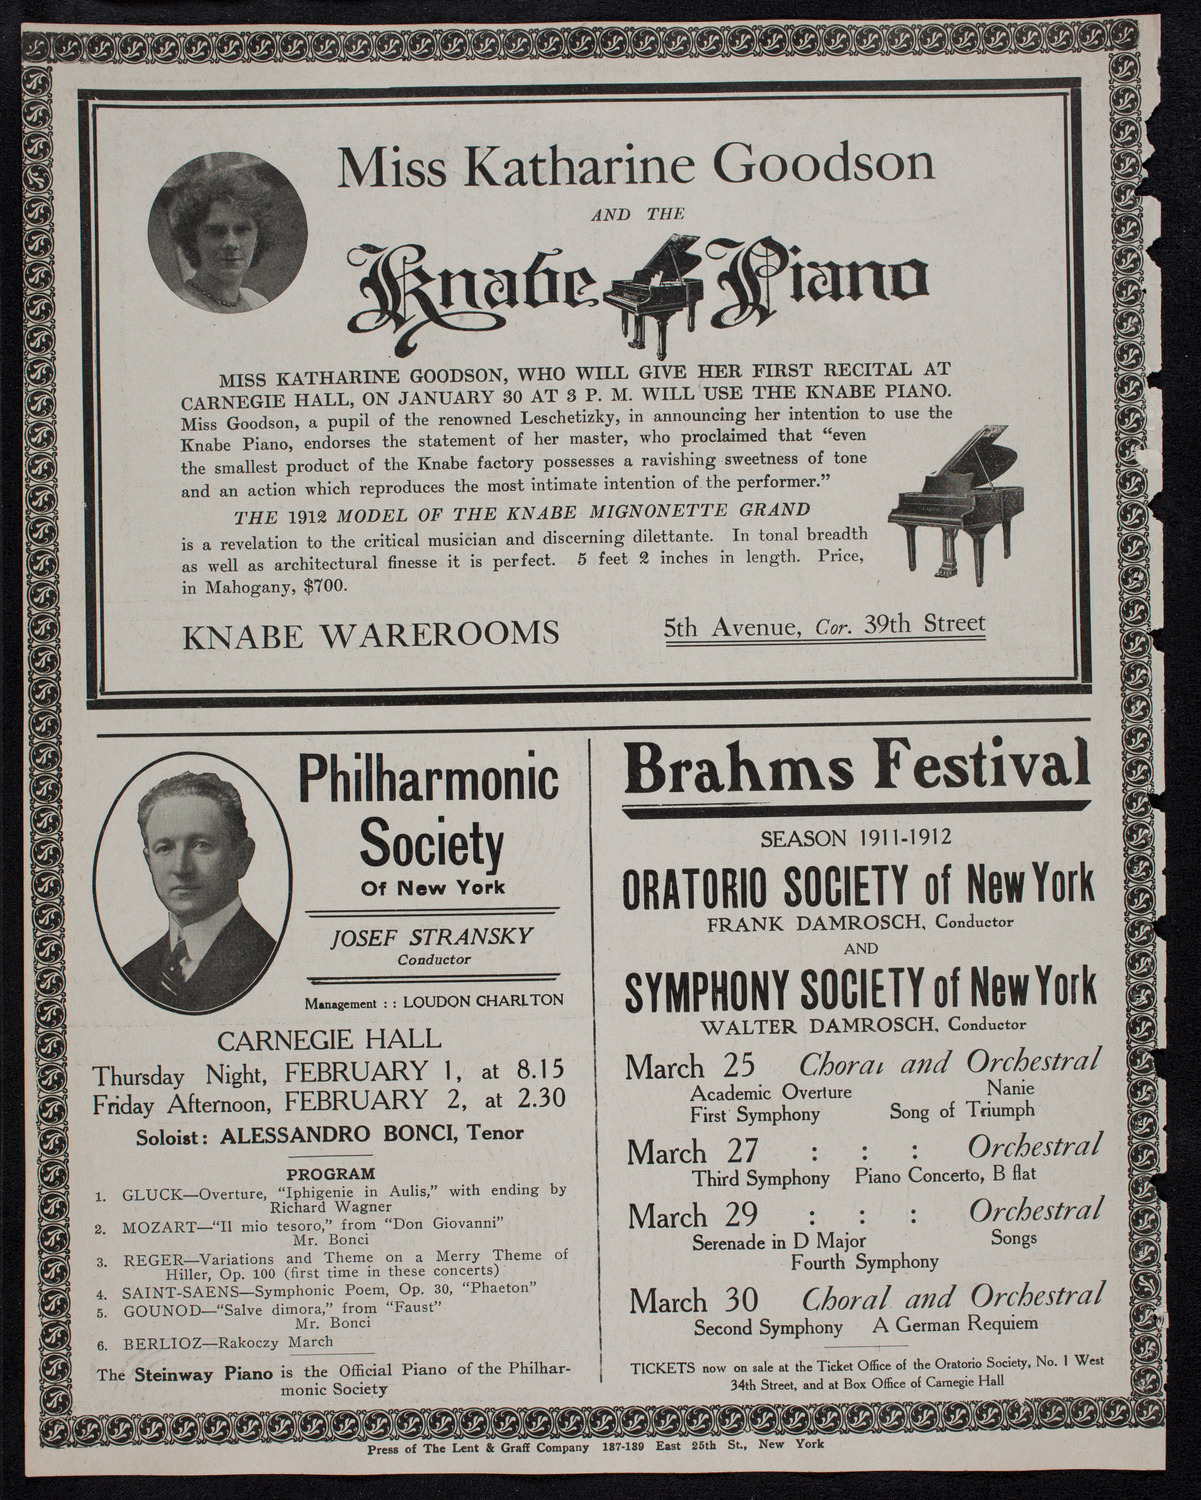 Miss Katharine Goodson
AND THE
Knabe Piano
MISS KATHARINE GOODSON, WHO WILL GIVE HER FIRST RECITAL AT
CARNEGIE HALL, ON JANUARY 30 AT 3 P. M. WILL USE THE KNABE PIANO.
Miss Goodson, a pupil of the renowned Leschetizky, in announcing her intention to use the
Knabe Piano, endorses the statement of her master, who proclaimed that “even
the smallest product of the Knabe factory possesses a ravishing sweetness of tone
and an action which reproduces the most intimate intention of the performer.”
THE 1912 MODEL OF THE KNABE MIGNONETTE GRAND
is a revelation to the critical musician and discerning dilettante. In tonal breadth
as well as architectural finesse it is perfect. 5 feet 2 inches in length. Price,
in Mahogany, $700.
KNABE WAREROOMS 5th Avenue, Cor. 39th Street
Philharmonic
Society
Of New York
JOSEF STRANSKY
Conductor
Management : : LOUDON CHARLTON
CARNEGIE HALL
Thursday Night, FEBRUARY 1, at 8.15
Friday Afternoon, FEBRUARY 2, at 2.30
Soloist: ALESSANDRO BONCI, Tenor
PROGRAM
1. GLUCK—Overture, “Iphigenie in Aulis,” with ending by
Richard Wagner
2. MOZART—“Il mio tesoro,” from “Don Giovanni”
Mr. Bonci
3. REGER—Variations and Theme on a Merry Theme of
Hiller, Op. 100 (first time in these concerts)
4. SAINT-SAENS—Symphonic Poem, Op. 30, “Phaeton”
5. GOUNOD—“Salve dimora,” from “Faust”
Mr. Bonci
6. BERLIOZ—Rakoczy March
The Steinway Piano is the Official Piano of the Philhar-
monic Society
Brahms Festival
SEASON 1911-1912
ORATORIO SOCIETY of New York
FRANK DAMROSCH, Conductor
AND
SYMPHONY SOCIETY of New York
WALTER DAMROSCH, Conductor
March 25 Choral and Orchestral
Academic Overture Nanie
First Symphony Song of Triumph
March 27 : : : Orchestral
Third Symphony Piano Concerto, B flat
March 29 : : : Orchestral
Serenade in D Major Songs
Fourth Symphony
March 30 Choral and Orchestral
Second Symphony A German Requiem
TICKETS now on sale at the Ticket Office of the Oratorio Society, No. 1 West
34th Street, and at Box Office of Carnegie Hall
Press of The Lent & Graff Company 137-139 East 25th St., New York